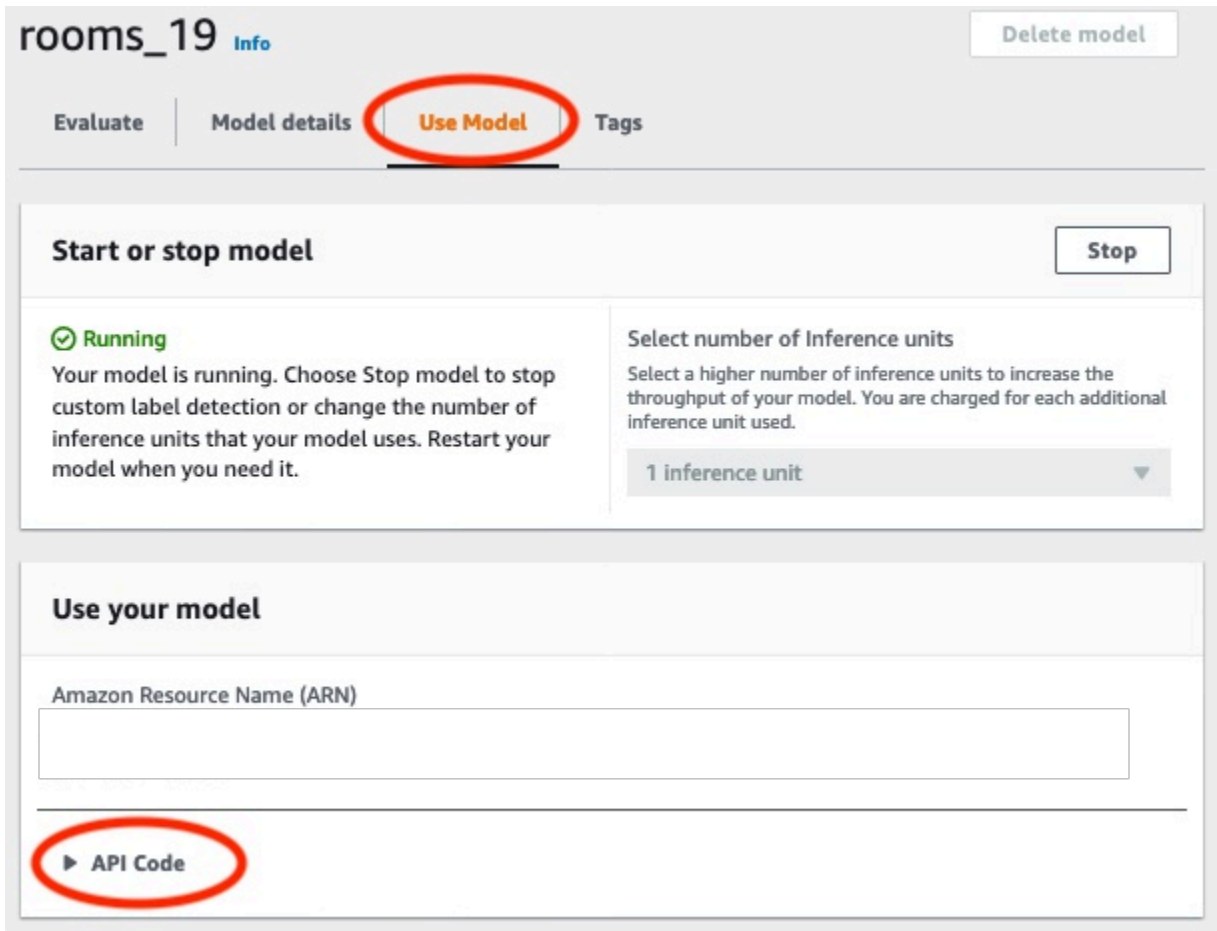 rooms_19 Info
Delete model
Evaluate
Model details
Use Model
Tags
Start or stop model
Stop
Running
Your model is running. Choose Stop model to stop
custom label detection or change the number of
inference units that your model uses. Restart your
model when you need it.
Select number of Inference units
Select a higher number of inference units to increase the
throughput of your model. You are charged for each additional
inference unit used.
1 inference unit
Use your model
Amazon Resource Name (ARN)
API Code